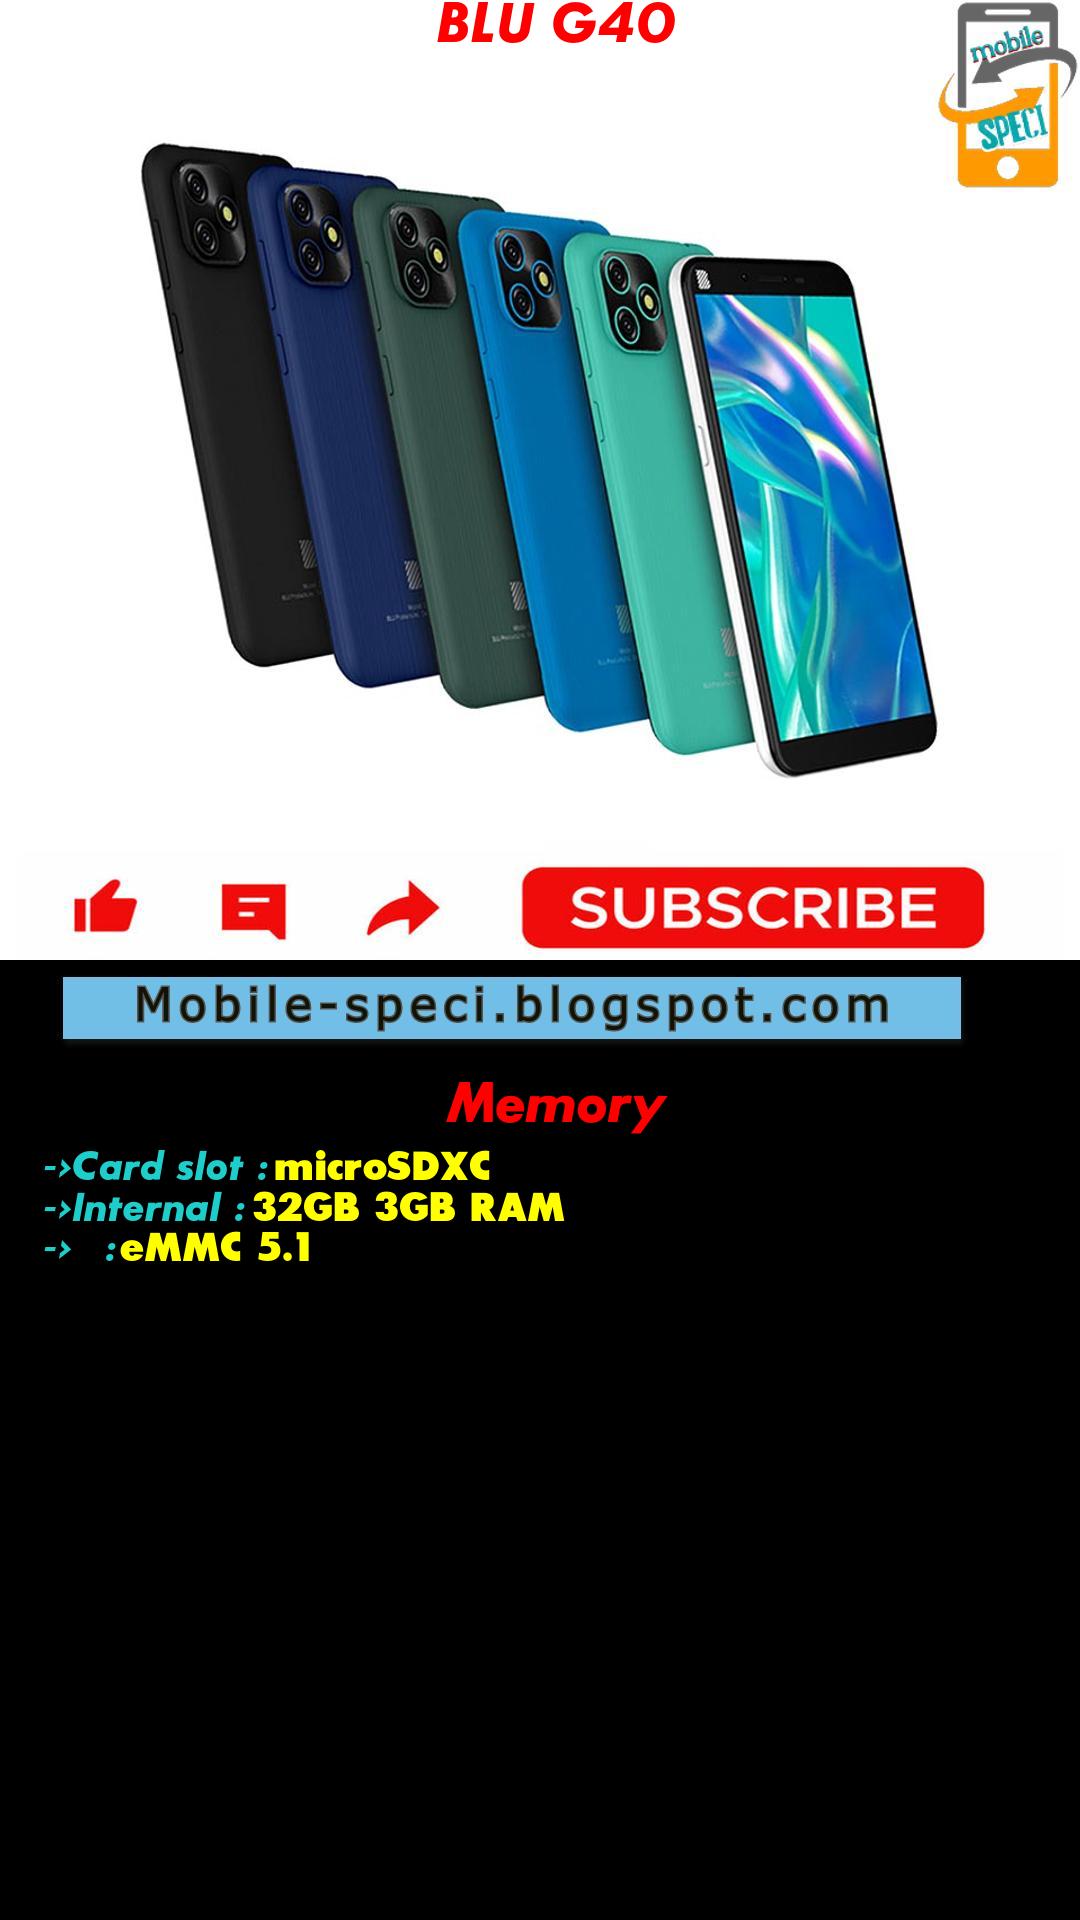 BLU G40
mobile
SPECI
SUBSCRIBE
Mobile-speci.blogspot.com
Memory
->Card slot : microSDXC
->Internal : 32GB 3GB RAM
-> : eMMC 5.1